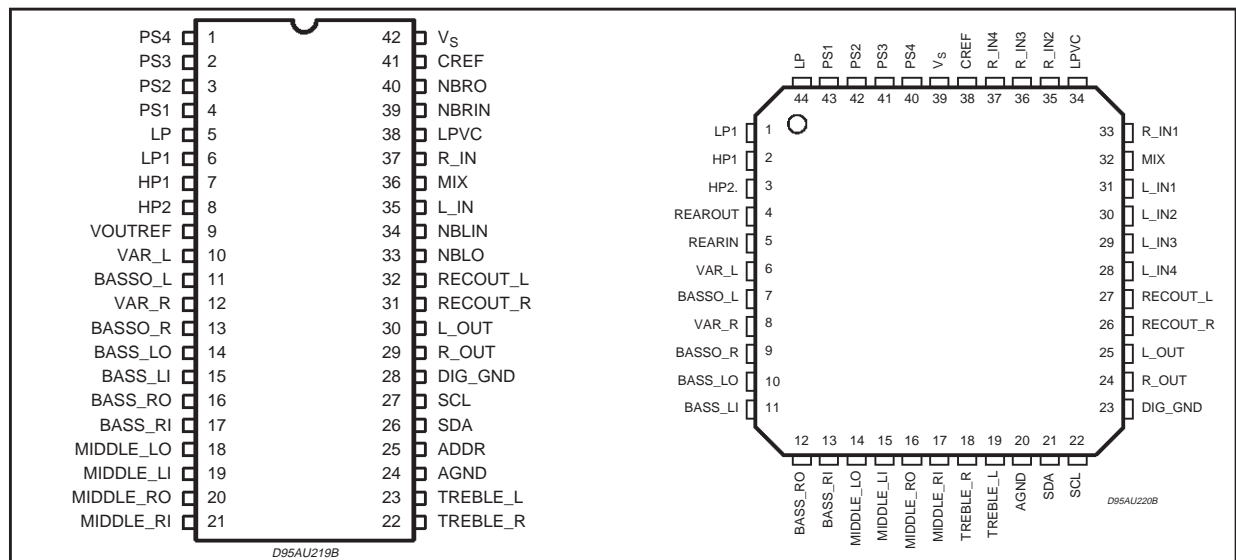 PS4 1 42 VS
PS3 2 41 CREF
PS2 3 40 NBRO
PS1 4 39 NBRIN
LP 5 38 LPVC
LP1 6 37 R_IN
HP1 7 36 MIX
HP2 8 35 L_IN
VOUTREF 9 34 NBLIN
VAR_L 10 33 NBLO
BASSO_L 11 32 RECOUT_L
VAR_R 12 31 RECOUT_R
BASSO_R 13 30 L_OUT
BASS_LO 14 29 R_OUT
BASS_LI 15 28 DIG_GND
BASS_RO 16 27 SCL
BASS_RI 17 26 SDA
MIDDLE_LO 18 25 ADDR
MIDDLE_LI 19 24 AGND
MIDDLE_RO 20 23 TREBLE_L
MIDDLE_RI 21 22 TREBLE_R
D95AU219B
LP PS1 PS2 PS3 PS4 VS CREF R_IN4 R_IN3 R_IN2 LPVC
44 43 42 41 40 39 38 37 36 35 34
LP1 1 33 R_IN1
HP1 2 32 MIX
HP2. 3 31 L_IN1
REAROUT 4 30 L_IN2
REARIN 5 29 L_IN3
VAR_L 6 28 L_IN4
BASSO_L 7 27 RECOUT_L
VAR_R 8 26 RECOUT_R
BASSO_R 9 25 L_OUT
BASS_LO 10 24 R_OUT
BASS_LI 11 23 DIG_GND
12 13 14 15 16 17 18 19 20 21 22
BASS_RO BASS_RI MIDDLE_LO MIDDLE_LI MIDDLE_RO MIDDLE_RI TREBLE_R TREBLE_L AGND SDA SCL
D95AU220B